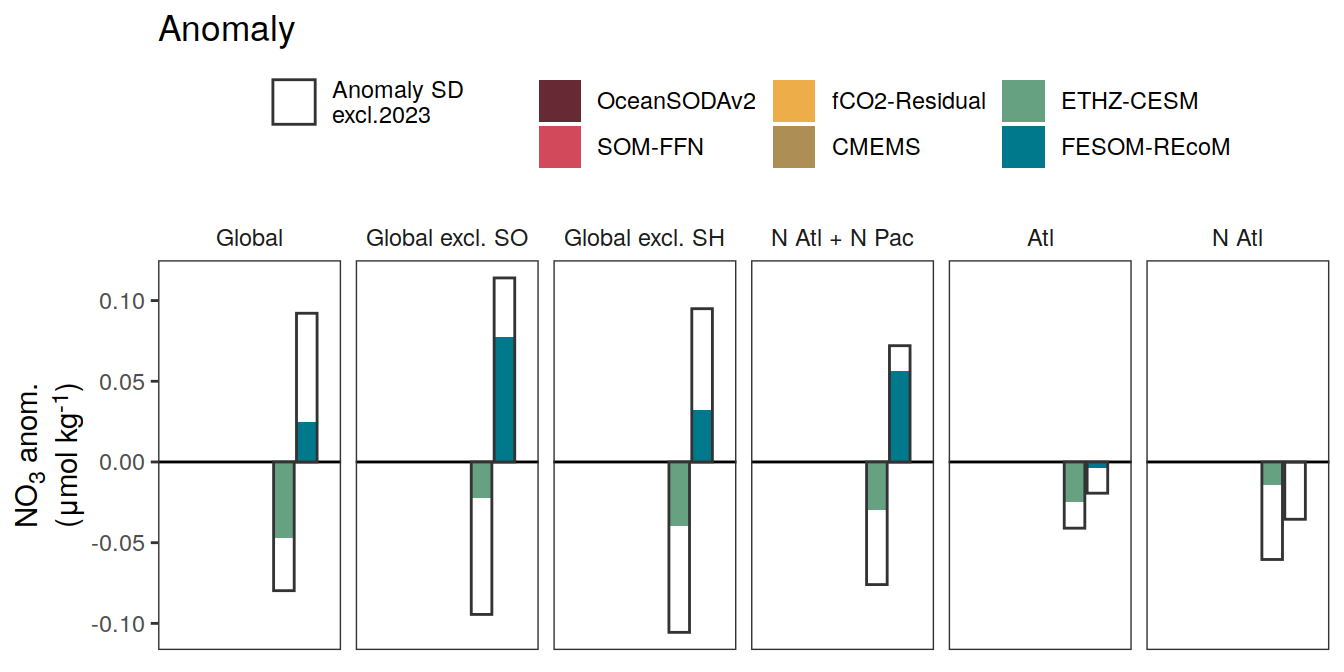 Anomaly
Anomaly SD
excl.2023
OceanSODAv2
SOM-FFN
fCO2-Residual
CMEMS
ETHZ-CESM
FESOM-REcoM
Global
Global excl. SO
Global excl. SH
N Atl + N Pac
Atl
N Atl
NO₃ anom.
(μmol kg⁻¹)
0.10
0.05
0.00
-0.05
-0.10